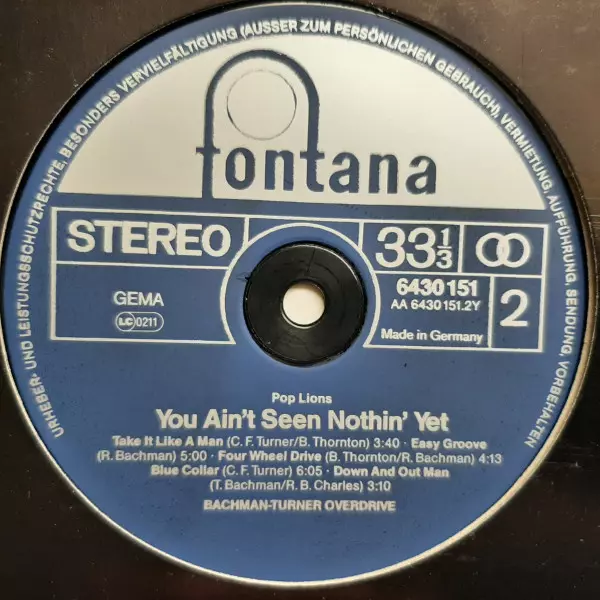 URHEBER- UND LEISTUNGSSCHUTZRECHTE, BESONDERS VERVIELFÄLTIGUNG (AUSSER ZUM PERSÖNLICHEN GEBRAUCH), VERMIETUNG, AUFFÜHRUNG, SENDUNG, VORBEHALTEN
fontana
STEREO
33 1/3
GEMA
LC 0211
6430 151
AA 6430 151.2Y
2
Made in Germany
Pop Lions
You Ain't Seen Nothin' Yet
Take It Like A Man (C. F. Turner/B. Thornton) 3:40 · Easy Groove
(R. Bachman) 5:00 · Four Wheel Drive (B. Thornton/R. Bachman) 4:13
Blue Collar (C. F. Turner) 6:05 · Down And Out Man
(T. Bachman/R. B. Charles) 3:10
BACHMAN-TURNER OVERDRIVE